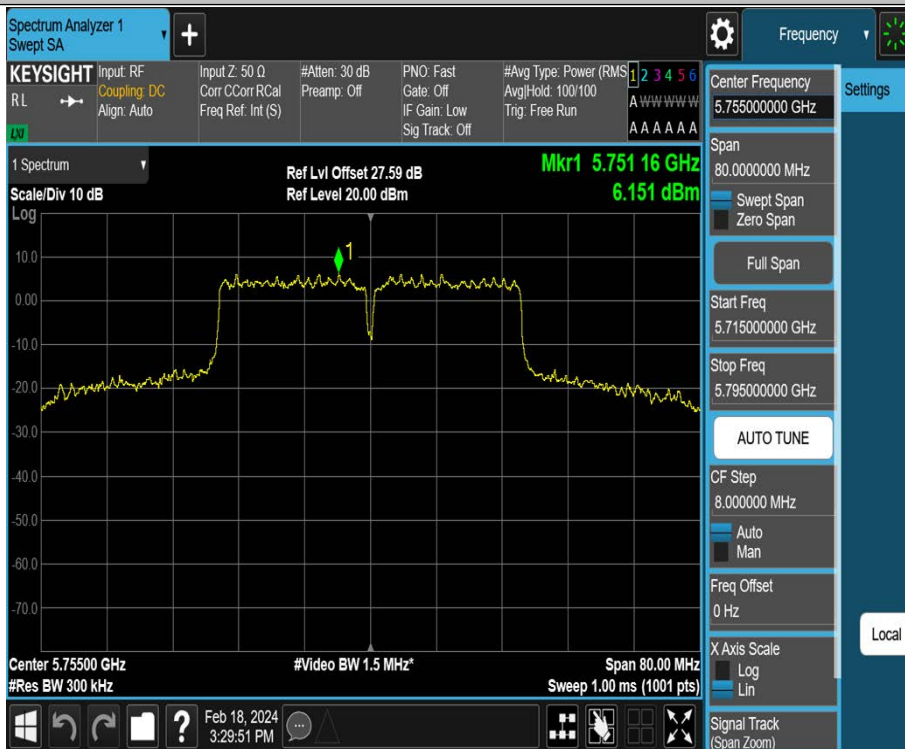 Spectrum Analyzer 1
Swept SA
+
Frequency
KEYSIGHT
RL
LXI
Input: RF
Coupling: DC
Align: Auto
Input Z: 50 Ω
Corr CCorr RCal
Freq Ref: Int (S)
#Atten: 30 dB
Preamp: Off
PNO: Fast
Gate: Off
IF Gain: Low
Sig Track: Off
#Avg Type: Power (RMS
Avg|Hold: 100/100
Trig: Free Run
1 2 3 4 5 6
A W W W W W
A A A A A A
Center Frequency
5.755000000 GHz
Settings
Span
80.0000000 MHz
Swept Span
Zero Span
Full Span
Start Freq
5.715000000 GHz
Stop Freq
5.795000000 GHz
AUTO TUNE
CF Step
8.000000 MHz
Auto
Man
Freq Offset
0 Hz
X Axis Scale
Log
Lin
Signal Track
(Span Zoom)
Local
1 Spectrum
Scale/Div 10 dB
Log
Ref Lvl Offset 27.59 dB
Ref Level 20.00 dBm
Mkr1 5.751 16 GHz
6.151 dBm
1
10.0
0.00
-10.0
-20.0
-30.0
-40.0
-50.0
-60.0
-70.0
Center 5.75500 GHz
#Res BW 300 kHz
#Video BW 1.5 MHz*
Span 80.00 MHz
Sweep 1.00 ms (1001 pts)
?
Feb 18, 2024
3:29:51 PM